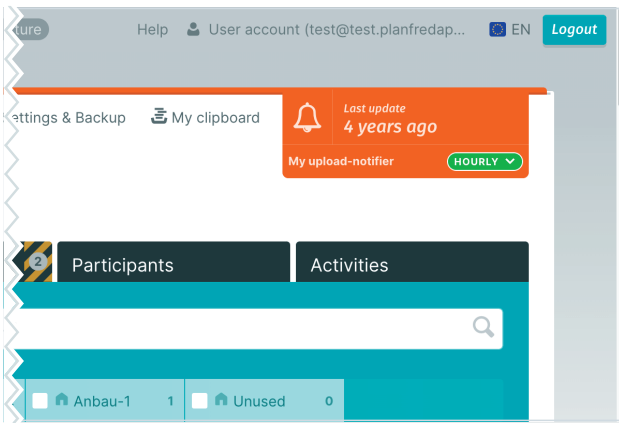 ture Help User account (test@test.planfredap... EN Logout
ettings & Backup My clipboard
Last update
4 years ago
My upload-notifier HOURLY
2 Participants Activities
Anbau-1 1 Unused 0